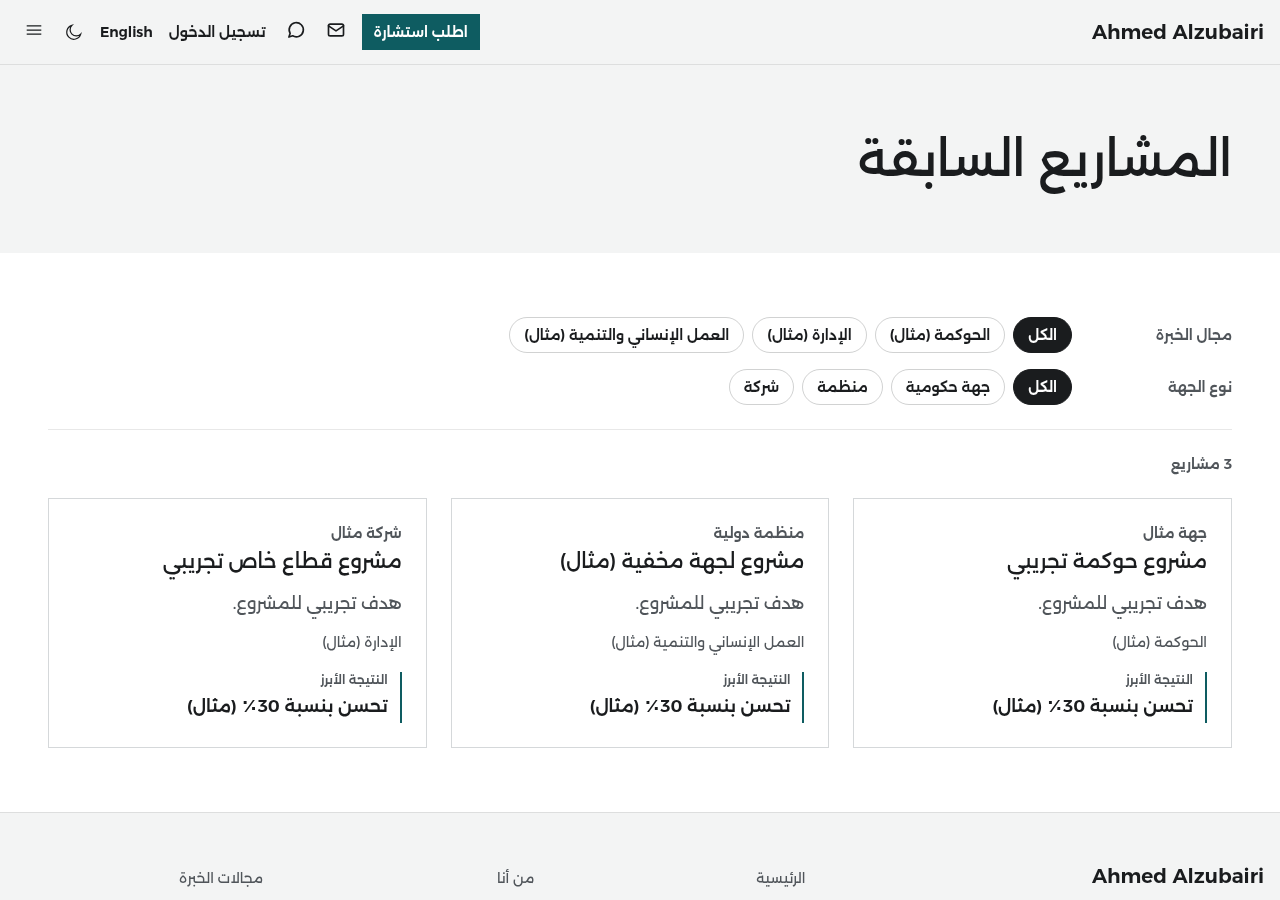 Ahmed Alzubairi
اطلب استشارة
تسجيل الدخول
English
المشاريع السابقة
مجال الخبرة
الكل
الحوكمة (مثال)
الإدارة (مثال)
العمل الإنساني والتنمية (مثال)
نوع الجهة
الكل
جهة حكومية
منظمة
شركة
3 مشاريع
جهة مثال
مشروع حوكمة تجريبي
هدف تجريبي للمشروع.
الحوكمة (مثال)
النتيجة الأبرز
تحسن بنسبة 30٪ (مثال)
منظمة دولية
مشروع لجهة مخفية (مثال)
هدف تجريبي للمشروع.
العمل الإنساني والتنمية (مثال)
النتيجة الأبرز
تحسن بنسبة 30٪ (مثال)
شركة مثال
مشروع قطاع خاص تجريبي
هدف تجريبي للمشروع.
الإدارة (مثال)
النتيجة الأبرز
تحسن بنسبة 30٪ (مثال)
Ahmed Alzubairi
الرئيسية
من أنا
مجالات الخبرة